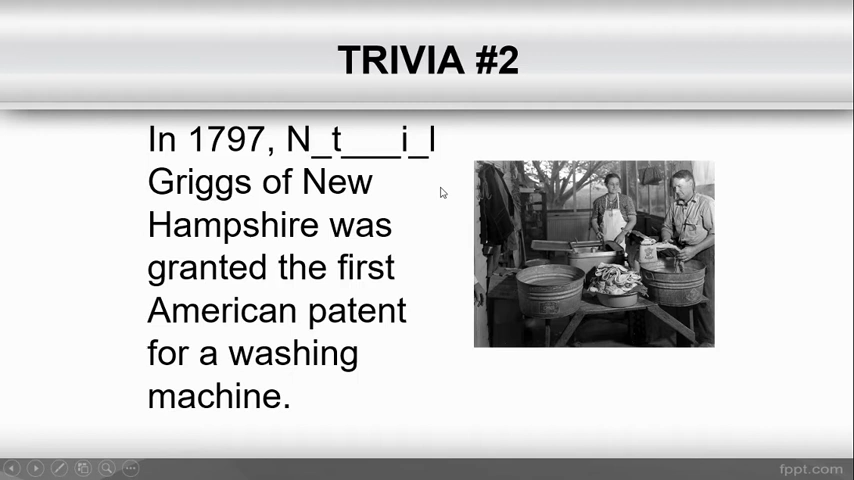 TRIVIA #2
In 1797, N_t___i_l
Griggs of New
Hampshire was
granted the first
American patent
for a washing
machine.
fppt.com